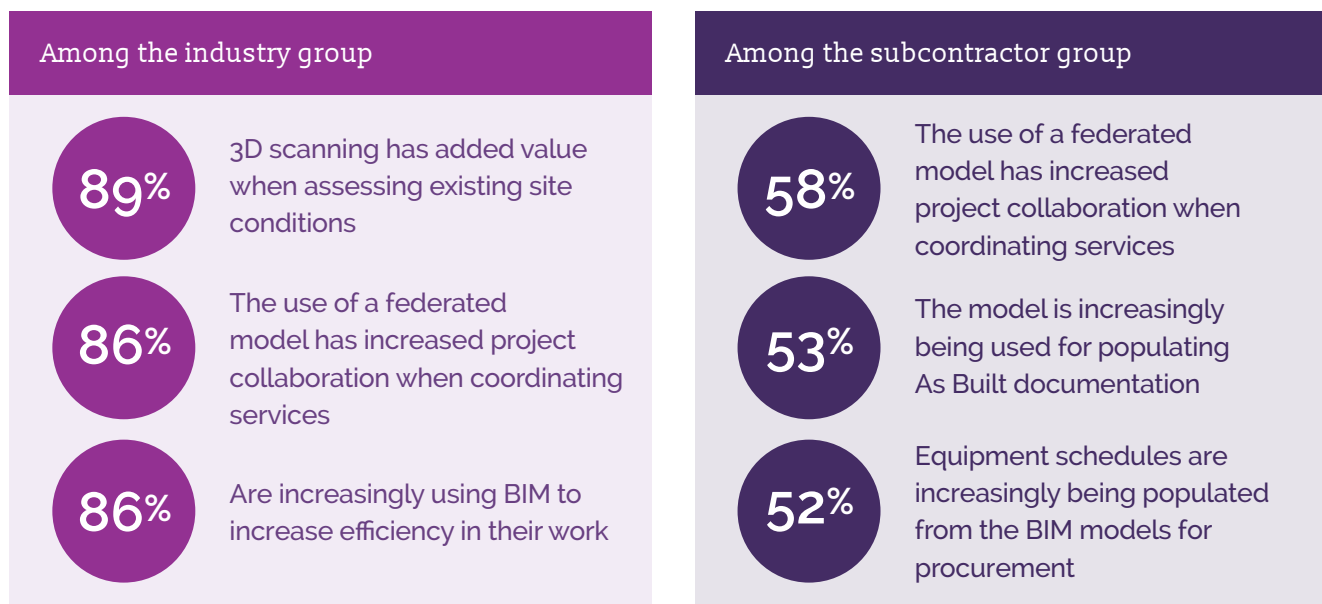 Among the industry group
89%
3D scanning has added value
when assessing existing site
conditions
86%
The use of a federated
model has increased project
collaboration when coordinating
services
86%
Are increasingly using BIM to
increase efficiency in their work
Among the subcontractor group
58%
The use of a federated
model has increased
project collaboration when
coordinating services
53%
The model is increasingly
being used for populating
As Built documentation
52%
Equipment schedules are
increasingly being populated
from the BIM models for
procurement